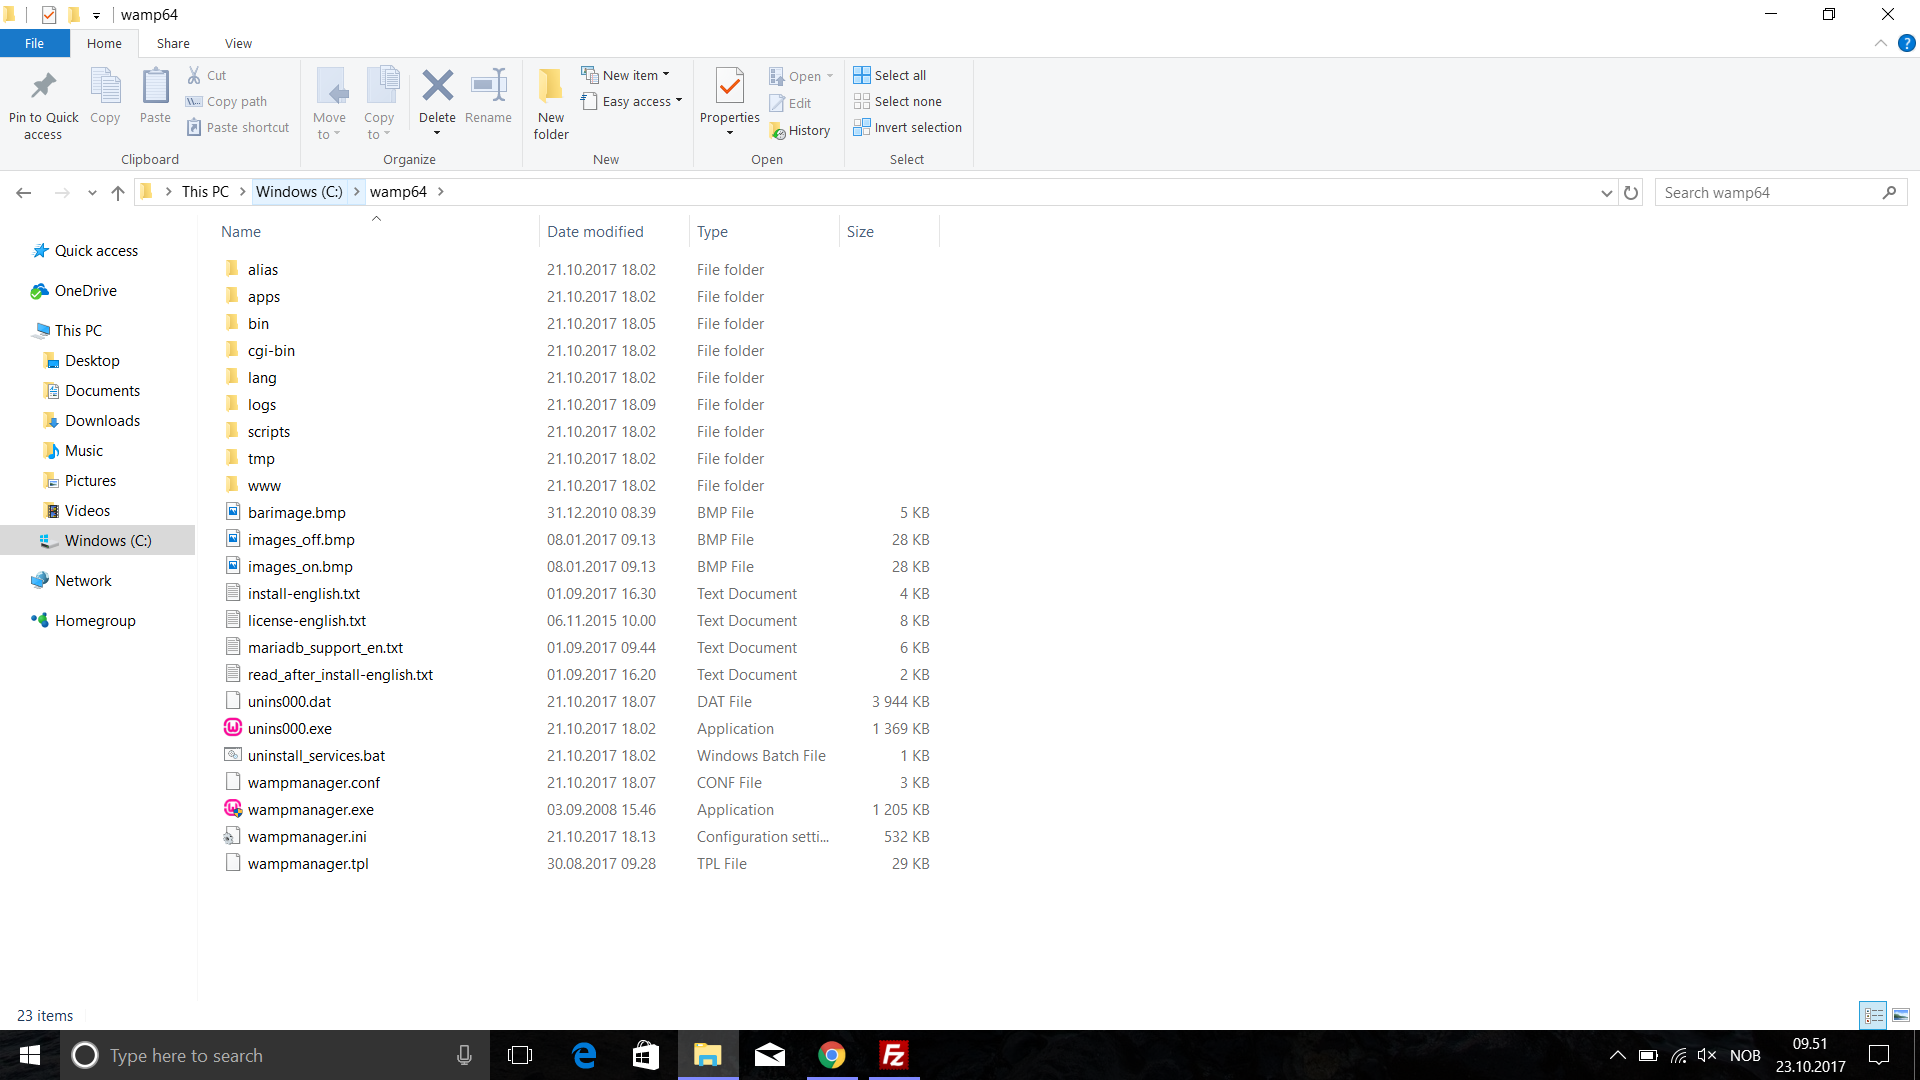 wamp64
File Home Share View
Pin to Quick access
Copy
Paste
Cut
Copy path
Paste shortcut
Clipboard
Move to
Copy to
Delete
Rename
Organize
New folder
New item
Easy access
New
Properties
Open
Edit
History
Open
Select all
Select none
Invert selection
Select
This PC Windows (C:) wamp64
Search wamp64
Quick access
OneDrive
This PC
Desktop
Documents
Downloads
Music
Pictures
Videos
Windows (C:)
Network
Homegroup
Name Date modified Type Size
alias 21.10.2017 18.02 File folder
apps 21.10.2017 18.02 File folder
bin 21.10.2017 18.05 File folder
cgi-bin 21.10.2017 18.02 File folder
lang 21.10.2017 18.02 File folder
logs 21.10.2017 18.09 File folder
scripts 21.10.2017 18.02 File folder
tmp 21.10.2017 18.02 File folder
www 21.10.2017 18.02 File folder
barimage.bmp 31.12.2010 08.39 BMP File 5 KB
images_off.bmp 08.01.2017 09.13 BMP File 28 KB
images_on.bmp 08.01.2017 09.13 BMP File 28 KB
install-english.txt 01.09.2017 16.30 Text Document 4 KB
license-english.txt 06.11.2015 10.00 Text Document 8 KB
mariadb_support_en.txt 01.09.2017 09.44 Text Document 6 KB
read_after_install-english.txt 01.09.2017 16.20 Text Document 2 KB
unins000.dat 21.10.2017 18.07 DAT File 3 944 KB
unins000.exe 21.10.2017 18.02 Application 1 369 KB
uninstall_services.bat 21.10.2017 18.02 Windows Batch File 1 KB
wampmanager.conf 21.10.2017 18.07 CONF File 3 KB
wampmanager.exe 03.09.2008 15.46 Application 1 205 KB
wampmanager.ini 21.10.2017 18.13 Configuration setti... 532 KB
wampmanager.tpl 30.08.2017 09.28 TPL File 29 KB
23 items
Type here to search
NOB
09.51
23.10.2017